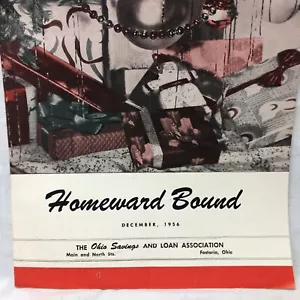 Homeward Bound
DECEMBER, 1956
THE Ohio Savings AND LOAN ASSOCIATION
Main and North Sts. Fostoria, Ohio